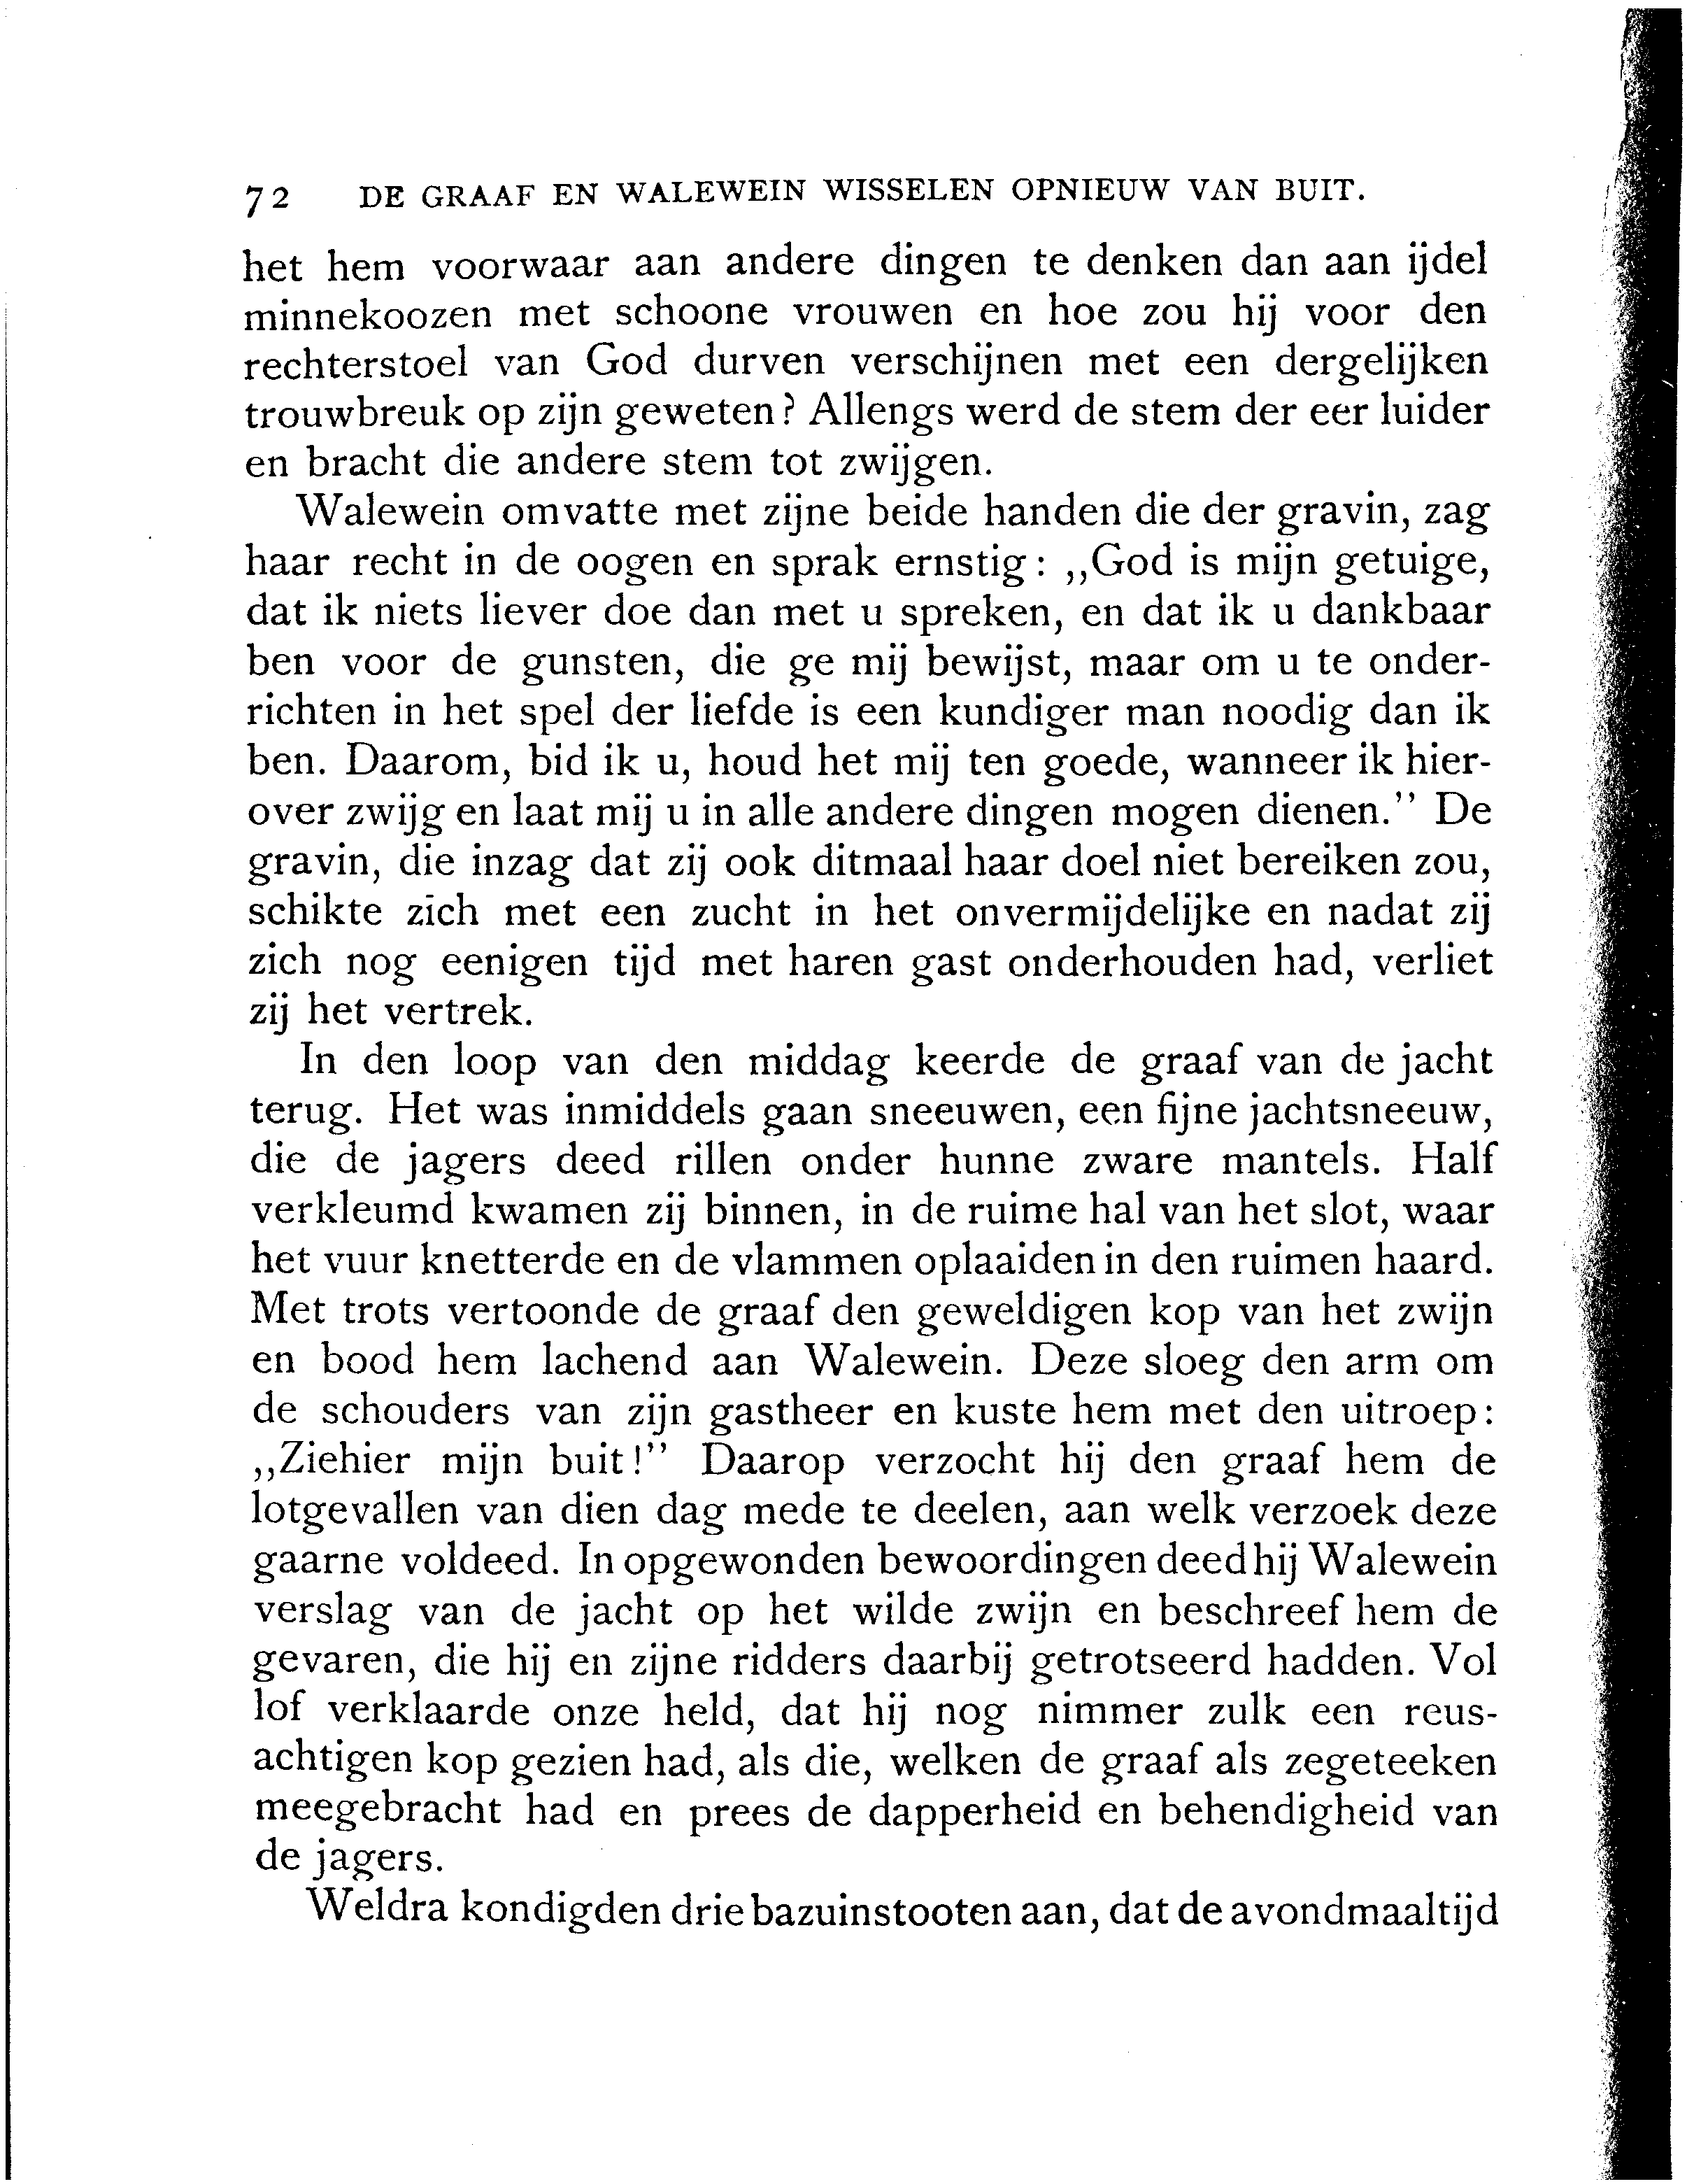 72 DE GRAAF EN WALEWEIN WISSELEN OPNIEUW VAN BUIT.
het hem voorwaar aan andere dingen te denken dan aan ijdel
minnekoozen met schoone vrouwen en hoe zou hij voor den
rechterstoel van God durven verschijnen met een dergelijken
trouwbreuk op zijn geweten? Allengs werd de stem der eer luider
en bracht die andere stem tot zwijgen.
Walewein omvatte met zijne beide handen die der gravin, zag
haar recht in de oogen en sprak ernstig: ,,God is mijn getuige,
dat ik niets liever doe dan met u spreken, en dat ik u dankbaar
ben voor de gunsten, die ge mij bewijst, maar om u te onder-
richten in het spel der liefde is een kundiger man noodig dan ik
ben. Daarom, bid ik u, houd het mij ten goede, wanneer ik hier-
over zwijg en laat mij u in alle andere dingen mogen dienen.'' De
gravin, die inzag dat zij ook ditmaal haar doel niet bereiken zou,
schikte zich met een zucht in het onvermijdelijke en nadat zij
zich nog eenigen tijd met haren gast onderhouden had, verliet
zij het vertrek.
In den loop van den middag keerde de graaf van de jacht
terug. Het was inmiddels gaan sneeuwen, een fijne jachtsneeuw,
die de jagers deed rillen onder hunne zware mantels. Half
verkleumd kwamen zij binnen, in de ruime hal van het slot, waar
het vuur knetterde en de vlammen oplaaiden in den ruimen haard.
Met trots vertoonde de graaf den geweldigen kop van het zwijn
en bood hem lachend aan Walewein. Deze sloeg den arm om
de schouders van zijn gastheer en kuste hem met den uitroep:
,,Ziehier mijn buit!'' Daarop verzocht hij den graaf hem de
lotgevallen van dien dag mede te deelen, aan welk verzoek deze
gaarne voldeed. In opgewonden bewoordingen deed hij Walewein
verslag van de jacht op het wilde zwijn en beschreef hem de
gevaren, die hij en zijne ridders daarbij getrotseerd hadden. Vol
lof verklaarde onze held, dat hij nog nimmer zulk een reus-
achtigen kop gezien had, als die, welken de graaf als zegeteeken
meegebracht had en prees de dapperheid en behendigheid van
de jagers.
Weldra kondigden drie bazuinstooten aan, dat de avondmaaltijd